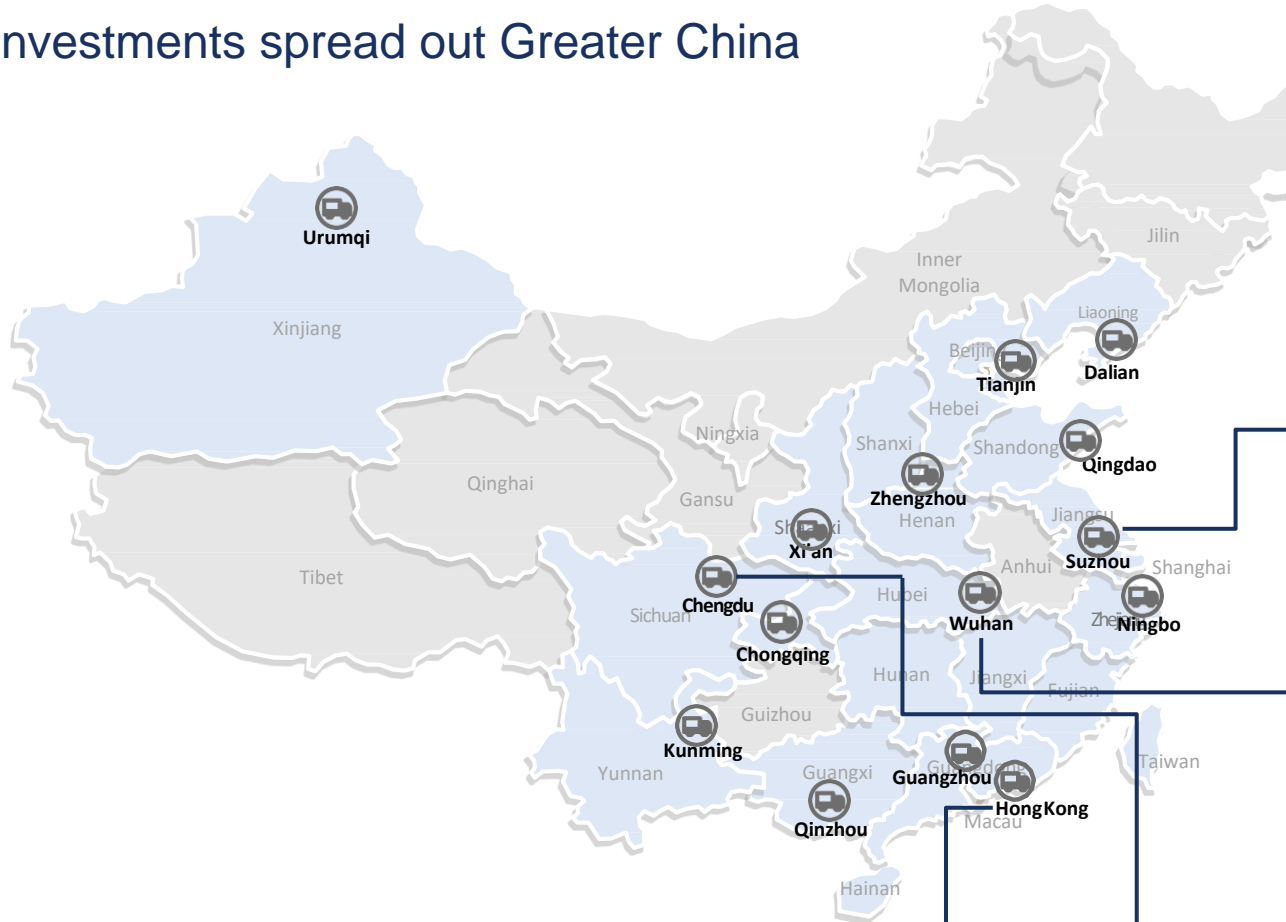 nvestments spread out Greater China
Urumqi
Xinjiang
Jilin
Inner
Mongolia
Liaoning
Beijing
Tianjin
Dalian
Hebei
Ningxia
Shanxi
Shandong
Qingdao
Qinghai
Gansu
Zhengzhou
Henan
Jiangsu
Xi'an
Suznou
Anhui
Shanghai
Tibet
Chengdu
Sichuan
Hubei
Wuhan
Ningbo
Chongqing
Hunan
Jiangxi
Fujian
Guizhou
Kunming
Yunnan
Guangxi
Guangzhou
Taiwan
HongKong
Macau
Qinzhou
Hainan